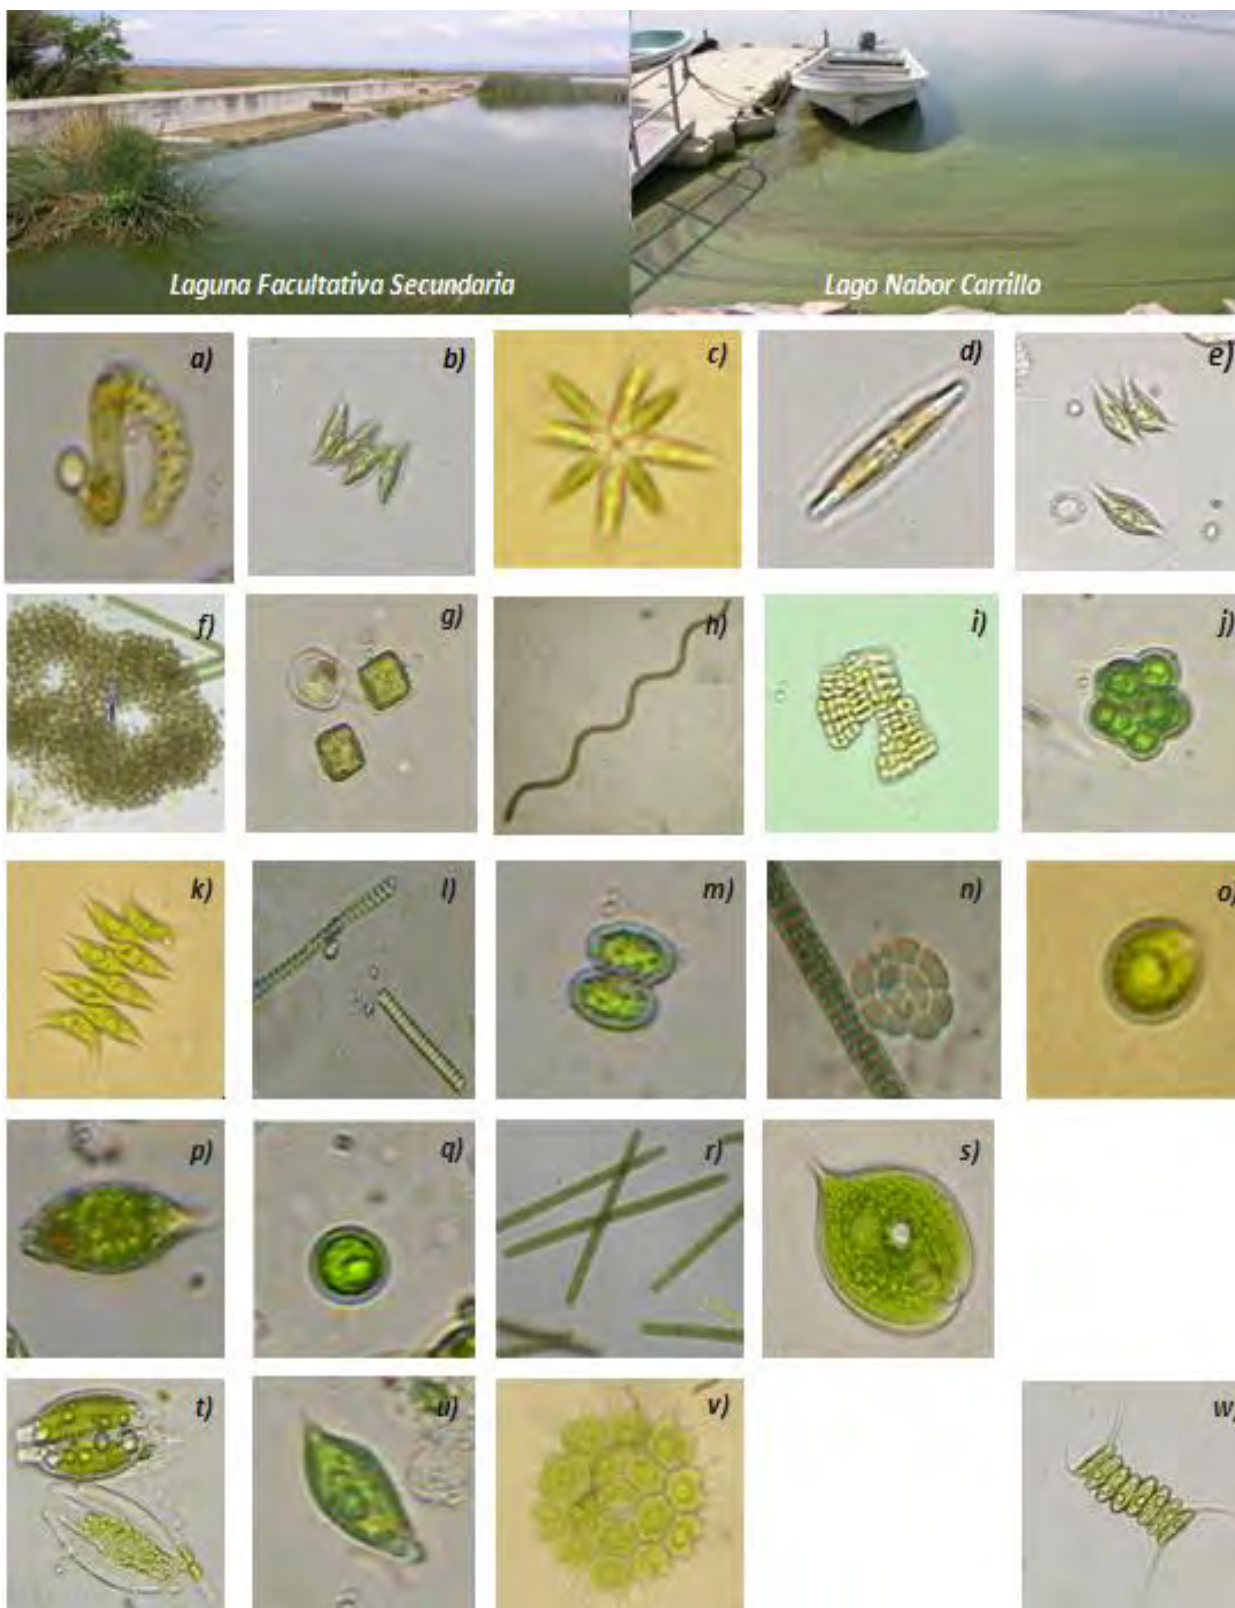 Laguna Facultativa Secundaria
Lago Nabor Carrillo
a)
b)
c)
d)
e)
f)
g)
h)
i)
j)
k)
l)
m)
n)
o)
p)
q)
r)
s)
t)
u)
v)
w)